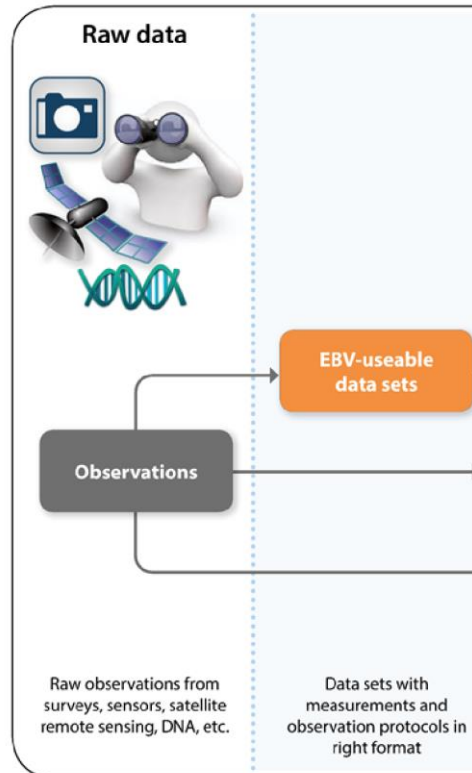 Raw data
EBV-useable
data sets
Observations
Raw observations from
surveys, sensors, satellite
remote sensing, DNA, etc.
Data sets with
measurements and
observation protocols in
right format